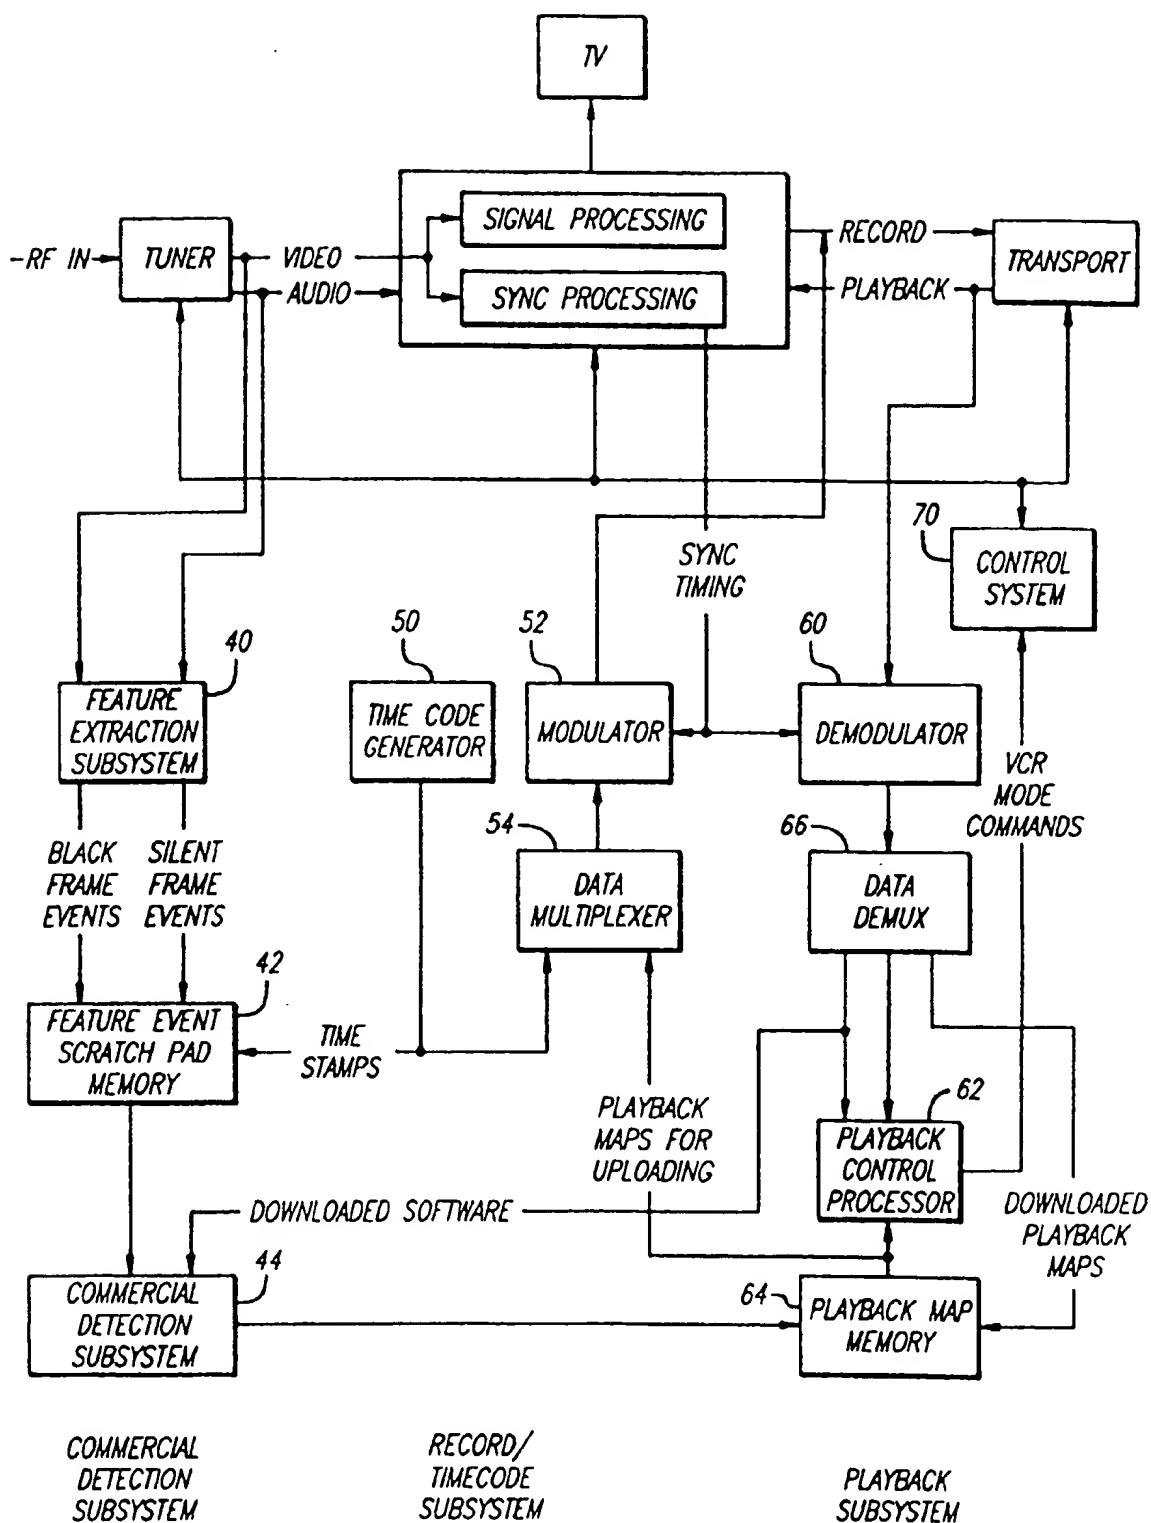 TV
SIGNAL PROCESSING
SYNC PROCESSING
-RF IN
TUNER
VIDEO
AUDIO
RECORD
PLAYBACK
TRANSPORT
SYNC
TIMING
70
CONTROL
SYSTEM
40
FEATURE
EXTRACTION
SUBSYSTEM
50
TIME CODE
GENERATOR
52
MODULATOR
60
DEMODULATOR
VCR
MODE
COMMANDS
BLACK
FRAME
EVENTS
SILENT
FRAME
EVENTS
54
DATA
MULTIPLEXER
66
DATA
DEMUX
42
FEATURE EVENT
SCRATCH PAD
MEMORY
TIME
STAMPS
PLAYBACK
MAPS FOR
UPLOADING
62
PLAYBACK
CONTROL
PROCESSOR
DOWNLOADED
PLAYBACK
MAPS
DOWNLOADED SOFTWARE
44
COMMERCIAL
DETECTION
SUBSYSTEM
64
PLAYBACK MAP
MEMORY
COMMERCIAL
DETECTION
SUBSYSTEM
RECORD/
TIMECODE
SUBSYSTEM
PLAYBACK
SUBSYSTEM